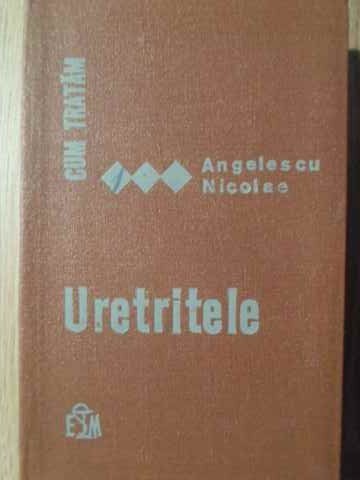 CUM TRATĂM
Angelescu
Nicolae
Uretritele
ESM